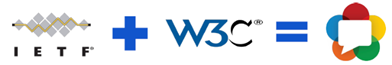 IETF® + W3C® =